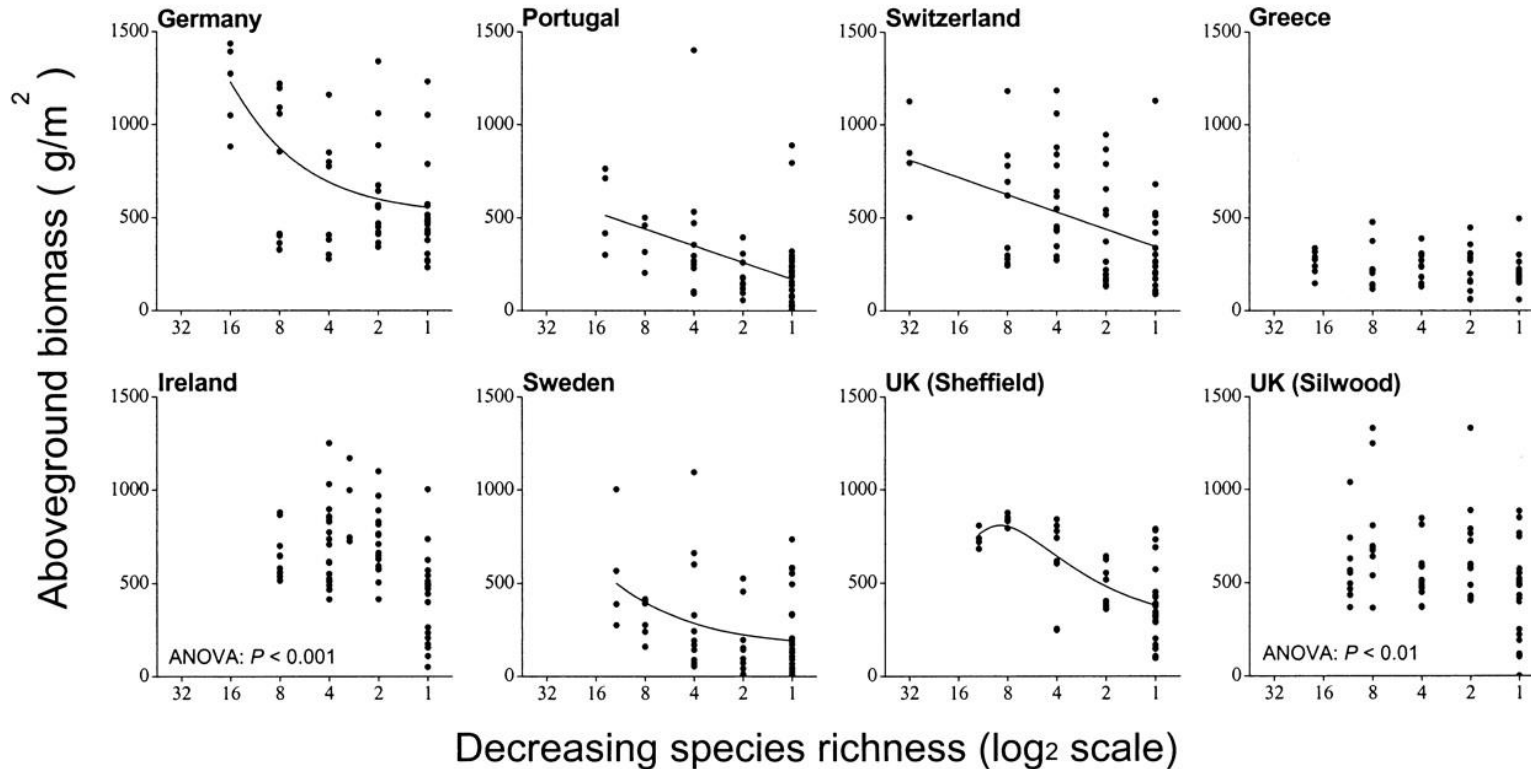 Germany
Portugal
Switzerland
Greece
1500
1000
500
0
32 16 8 4 2 1
1500
1000
500
0
32 16 8 4 2 1
1500
1000
500
0
32 16 8 4 2 1
1500
1000
500
0
32 16 8 4 2 1
Ireland
Sweden
UK (Sheffield)
UK (Silwood)
1500
1000
500
0
ANOVA: P < 0.001
32 16 8 4 2 1
1500
1000
500
0
32 16 8 4 2 1
1500
1000
500
0
32 16 8 4 2 1
1500
1000
500
0
ANOVA: P < 0.01
32 16 8 4 2 1
Aboveground biomass ( g/m²)
Decreasing species richness (log₂ scale)